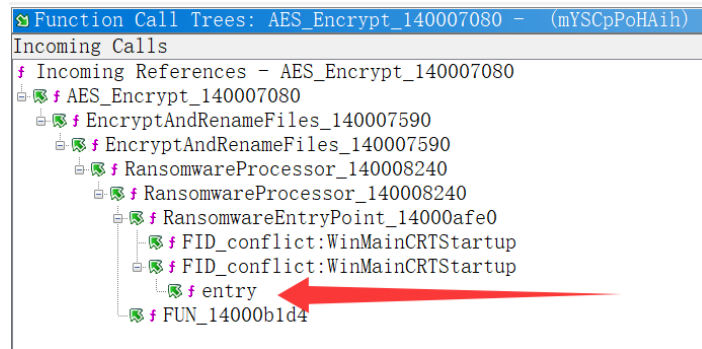 Function Call Trees: AES_Encrypt_140007080 - (mYSCpPoHAih)
Incoming Calls
f Incoming References - AES_Encrypt_140007080
f AES_Encrypt_140007080
f EncryptAndRenameFiles_140007590
f EncryptAndRenameFiles_140007590
f RansomwareProcessor_140008240
f RansomwareProcessor_140008240
f RansomwareEntryPoint_14000afe0
f FID_conflict:WinMainCRTStartup
f FID_conflict:WinMainCRTStartup
f entry
f FUN_14000b1d4